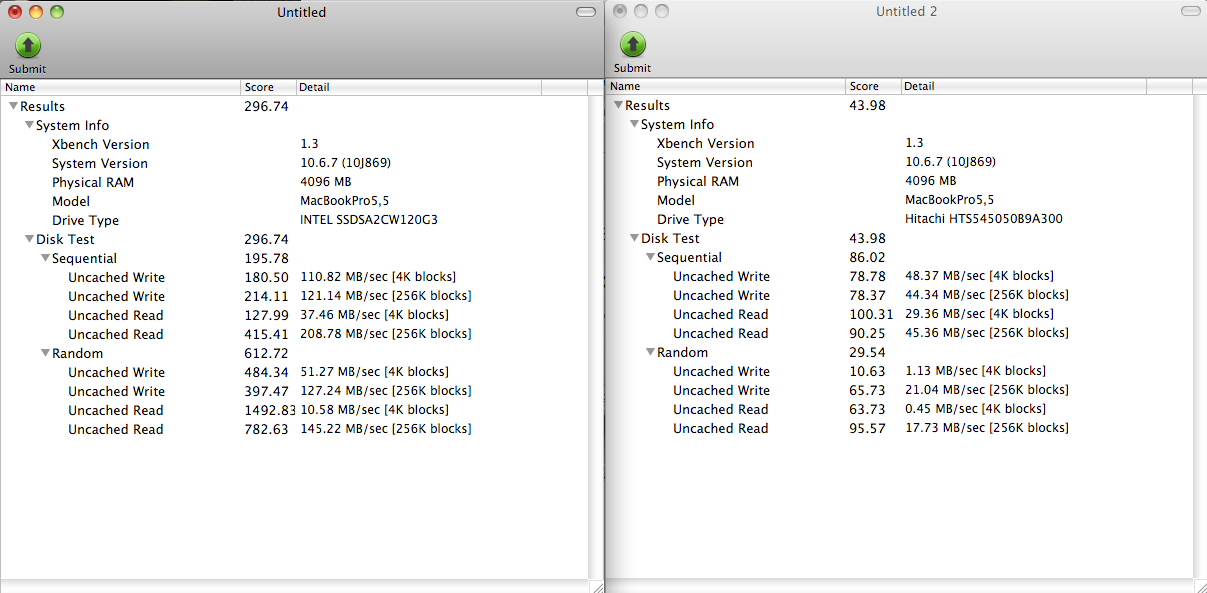 Untitled
Submit
Name Score Detail
Results 296.74
System Info
Xbench Version 1.3
System Version 10.6.7 (10J869)
Physical RAM 4096 MB
Model MacBookPro5,5
Drive Type INTEL SSDSA2CW120G3
Disk Test 296.74
Sequential 195.78
Uncached Write 180.50 110.82 MB/sec [4K blocks]
Uncached Write 214.11 121.14 MB/sec [256K blocks]
Uncached Read 127.99 37.46 MB/sec [4K blocks]
Uncached Read 415.41 208.78 MB/sec [256K blocks]
Random 612.72
Uncached Write 484.34 51.27 MB/sec [4K blocks]
Uncached Write 397.47 127.24 MB/sec [256K blocks]
Uncached Read 1492.83 10.58 MB/sec [4K blocks]
Uncached Read 782.63 145.22 MB/sec [256K blocks]
Untitled 2
Submit
Name Score Detail
Results 43.98
System Info
Xbench Version 1.3
System Version 10.6.7 (10J869)
Physical RAM 4096 MB
Model MacBookPro5,5
Drive Type Hitachi HTS545050B9A300
Disk Test 43.98
Sequential 86.02
Uncached Write 78.78 48.37 MB/sec [4K blocks]
Uncached Write 78.37 44.34 MB/sec [256K blocks]
Uncached Read 100.31 29.36 MB/sec [4K blocks]
Uncached Read 90.25 45.36 MB/sec [256K blocks]
Random 29.54
Uncached Write 10.63 1.13 MB/sec [4K blocks]
Uncached Write 65.73 21.04 MB/sec [256K blocks]
Uncached Read 63.73 0.45 MB/sec [4K blocks]
Uncached Read 95.57 17.73 MB/sec [256K blocks]